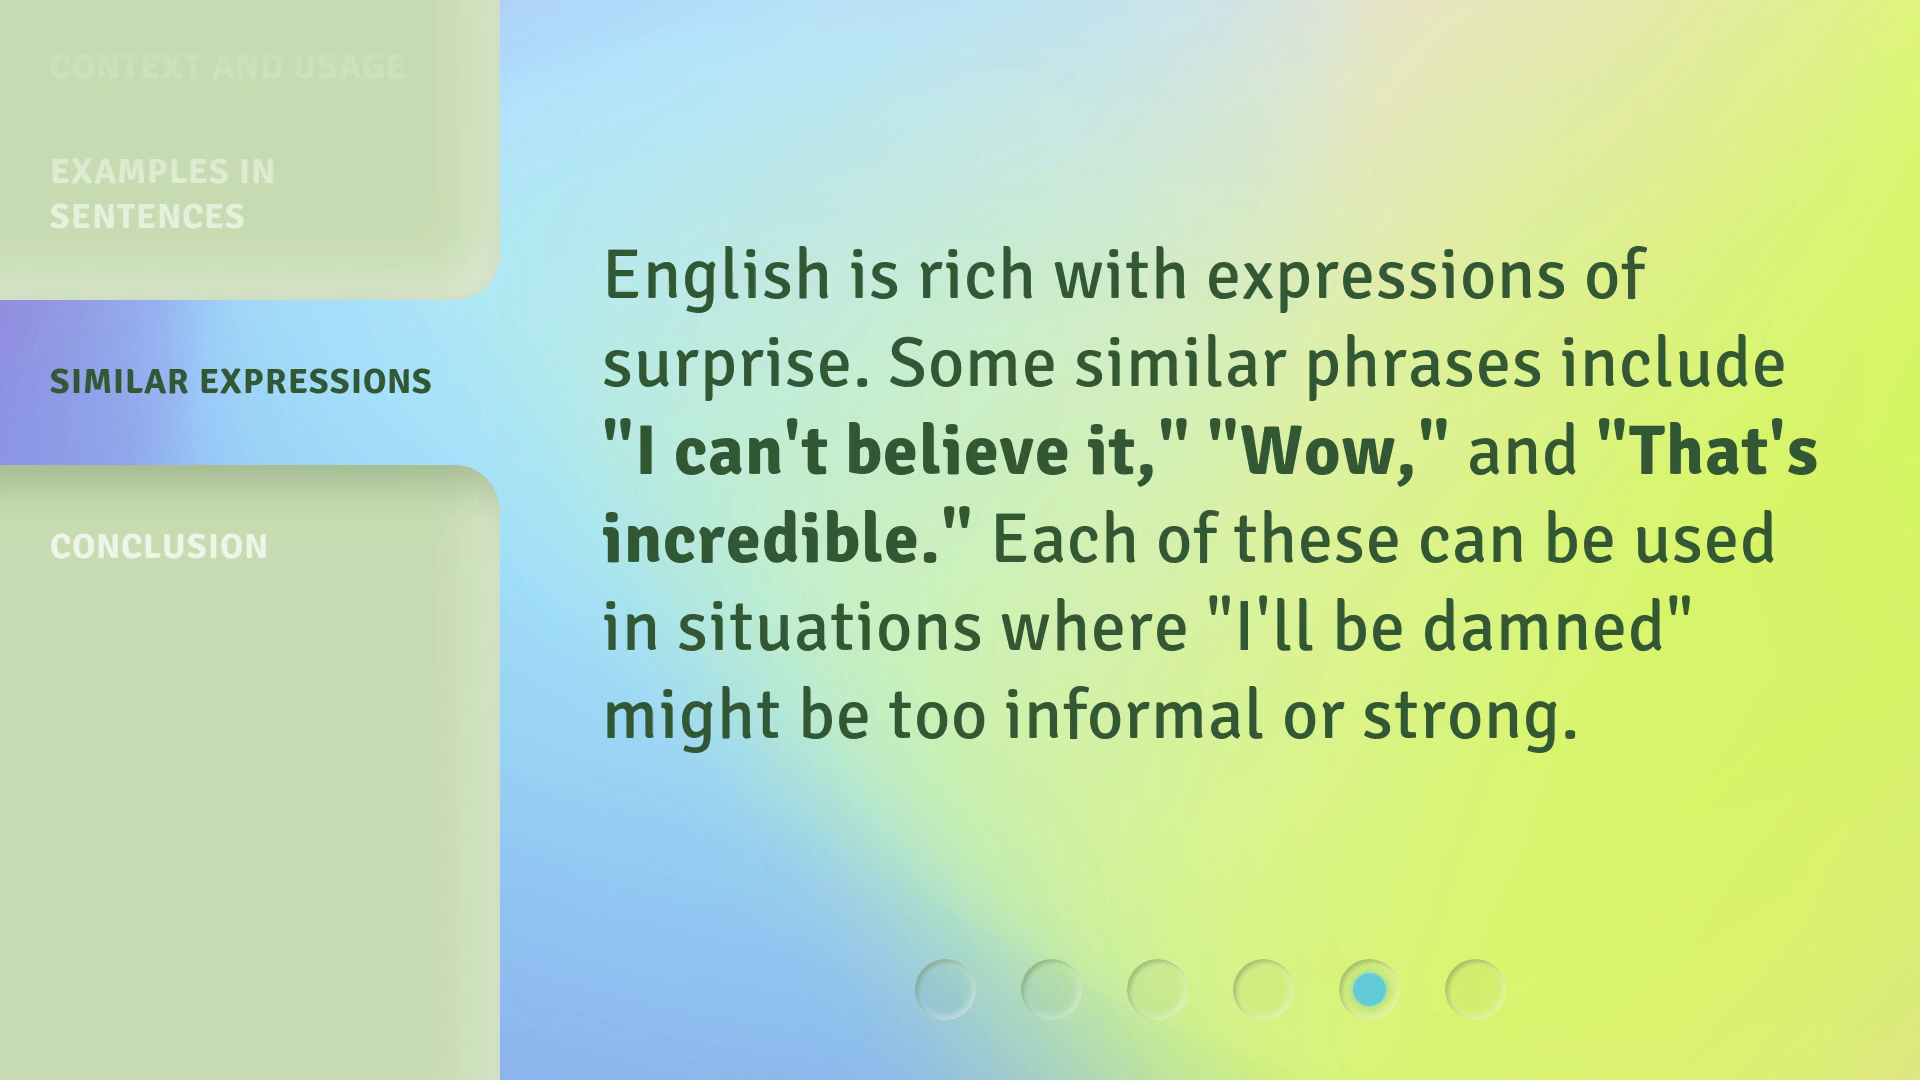 CONTEXT AND USAGE
EXAMPLES IN
SENTENCES
SIMILAR EXPRESSIONS
CONCLUSION
English is rich with expressions of
surprise. Some similar phrases include
"I can't believe it," "Wow," and "That's
incredible." Each of these can be used
in situations where "I'll be damned"
might be too informal or strong.